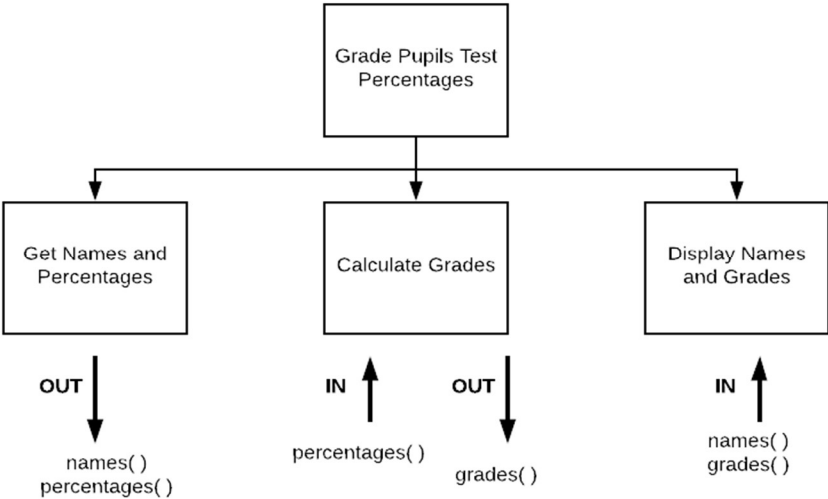 Grade Pupils Test
Percentages
Get Names and
Percentages
Calculate Grades
Display Names
and Grades
OUT
names( )
percentages( )
IN
percentages( )
OUT
grades( )
IN
names( )
grades( )